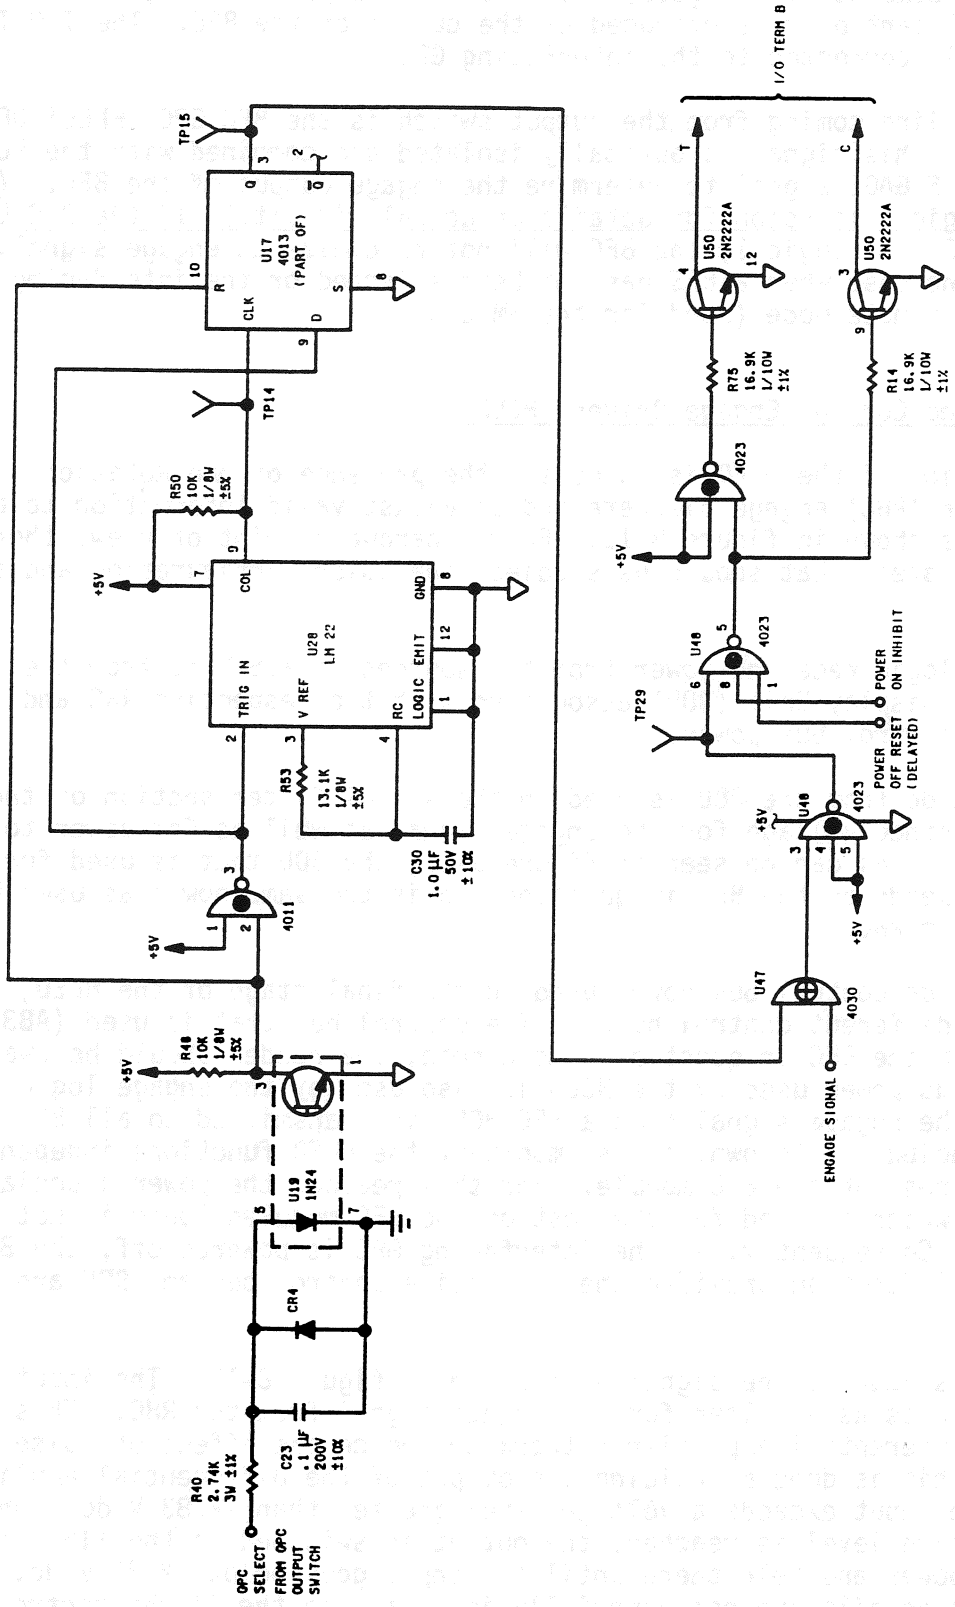 OPC
SELECT
FROM OPC
OUTPUT
SWITCH
R40
2.74K
3W ±1%
C23
.1 µF
200V
±10%
CR4
U19
1N24
5
7
3
1
+5V
R48
10K
1/8W
±5%
+5V
1
2
3
4011
TRIG IN
2
V REF
3
RC
4
LOGIC
1
EMIT
12
GND
8
COL
9
7
U28
+5V
R50
10K
1/8W
±5%
R53
13.1K
1/8W
±5%
C30
1.0 µF
50V
±10%
TP14
CLK
D
9
R
10
S
8
U17
4013
(PART OF)
Q
3
Q
2
TP15
ENGAGE SIGNAL
U47
4030
+5V
3
4
5
U48
4023
+5V
TP29
6
8
1
U48
5
4023
POWER
OFF RESET
(DELAYED)
POWER
ON INHIBIT
+5V
4023
R75
16.9K
1/10W
±1%
R14
16.9K
1/10W
±1%
4
U50
2N2222A
12
9
3
U50
2N2222A
T
C
I/O TERM B